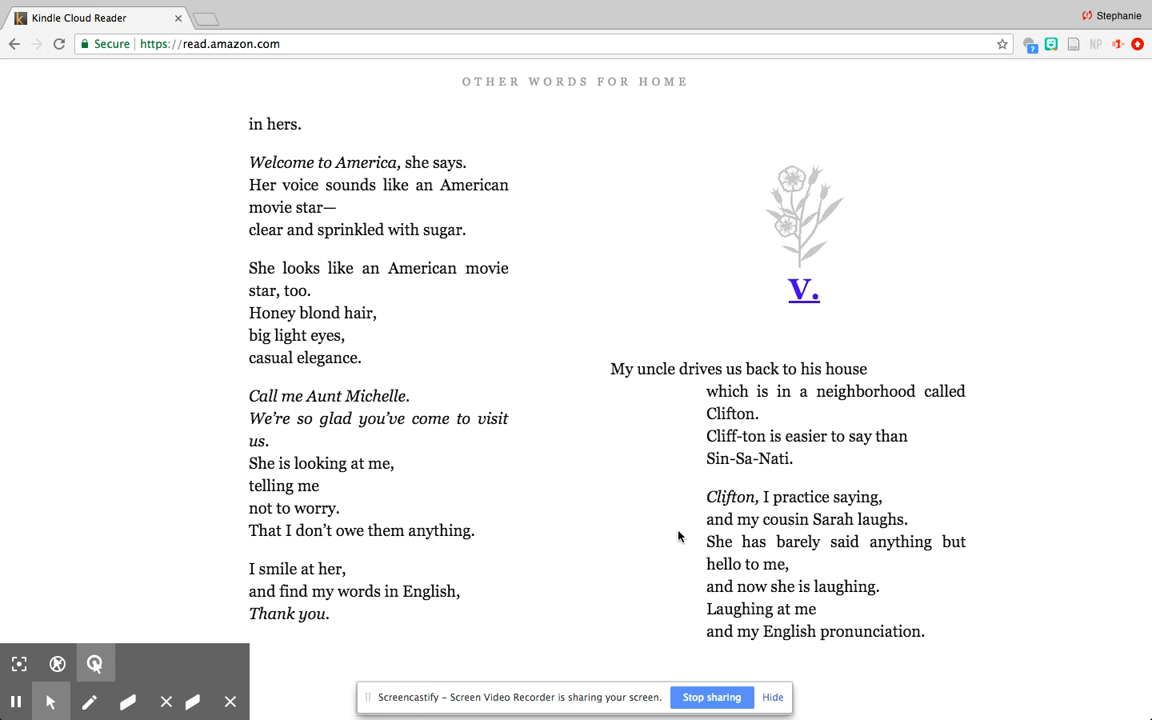 Kindle Cloud Reader
Stephanie
Secure
https://read.amazon.com
7
NP
1
OTHER WORDS FOR HOME
in hers.
Welcome to America, she says.
Her voice sounds like an American
movie star—
clear and sprinkled with sugar.
She looks like an American movie
star, too.
Honey blond hair,
big light eyes,
casual elegance.
Call me Aunt Michelle.
We're so glad you've come to visit
us.
She is looking at me,
telling me
not to worry.
That I don't owe them anything.
I smile at her,
and find my words in English,
Thank you.
V.
My uncle drives us back to his house
which is in a neighborhood called
Clifton.
Cliff-ton is easier to say than
Sin-Sa-Nati.
Clifton, I practice saying,
and my cousin Sarah laughs.
She has barely said anything but
hello to me,
and now she is laughing.
Laughing at me
and my English pronunciation.
Screencastify – Screen Video Recorder is sharing your screen.
Stop sharing
Hide